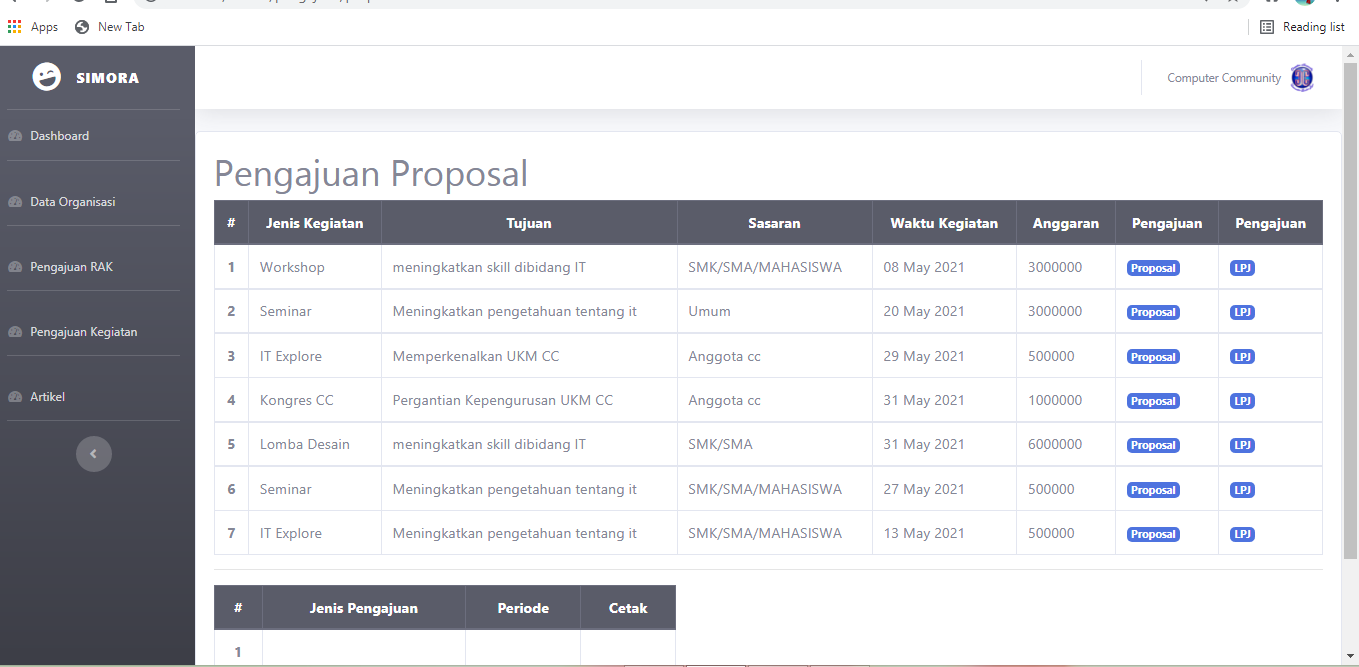 Apps New Tab Reading list
SIMORA
Computer Community
Dashboard
Data Organisasi
Pengajuan RAK
Pengajuan Kegiatan
Artikel
Pengajuan Proposal
# Jenis Kegiatan Tujuan Sasaran Waktu Kegiatan Anggaran Pengajuan Pengajuan
1 Workshop meningkatkan skill dibidang IT SMK/SMA/MAHASISWA 08 May 2021 3000000 Proposal LPJ
2 Seminar Meningkatkan pengetahuan tentang it Umum 20 May 2021 3000000 Proposal LPJ
3 IT Explore Memperkenalkan UKM CC Anggota cc 29 May 2021 500000 Proposal LPJ
4 Kongres CC Pergantian Kepengurusan UKM CC Anggota cc 31 May 2021 1000000 Proposal LPJ
5 Lomba Desain meningkatkan skill dibidang IT SMK/SMA 31 May 2021 6000000 Proposal LPJ
6 Seminar Meningkatkan pengetahuan tentang it SMK/SMA/MAHASISWA 27 May 2021 500000 Proposal LPJ
7 IT Explore Meningkatkan pengetahuan tentang it SMK/SMA/MAHASISWA 13 May 2021 500000 Proposal LPJ
# Jenis Pengajuan Periode Cetak
1